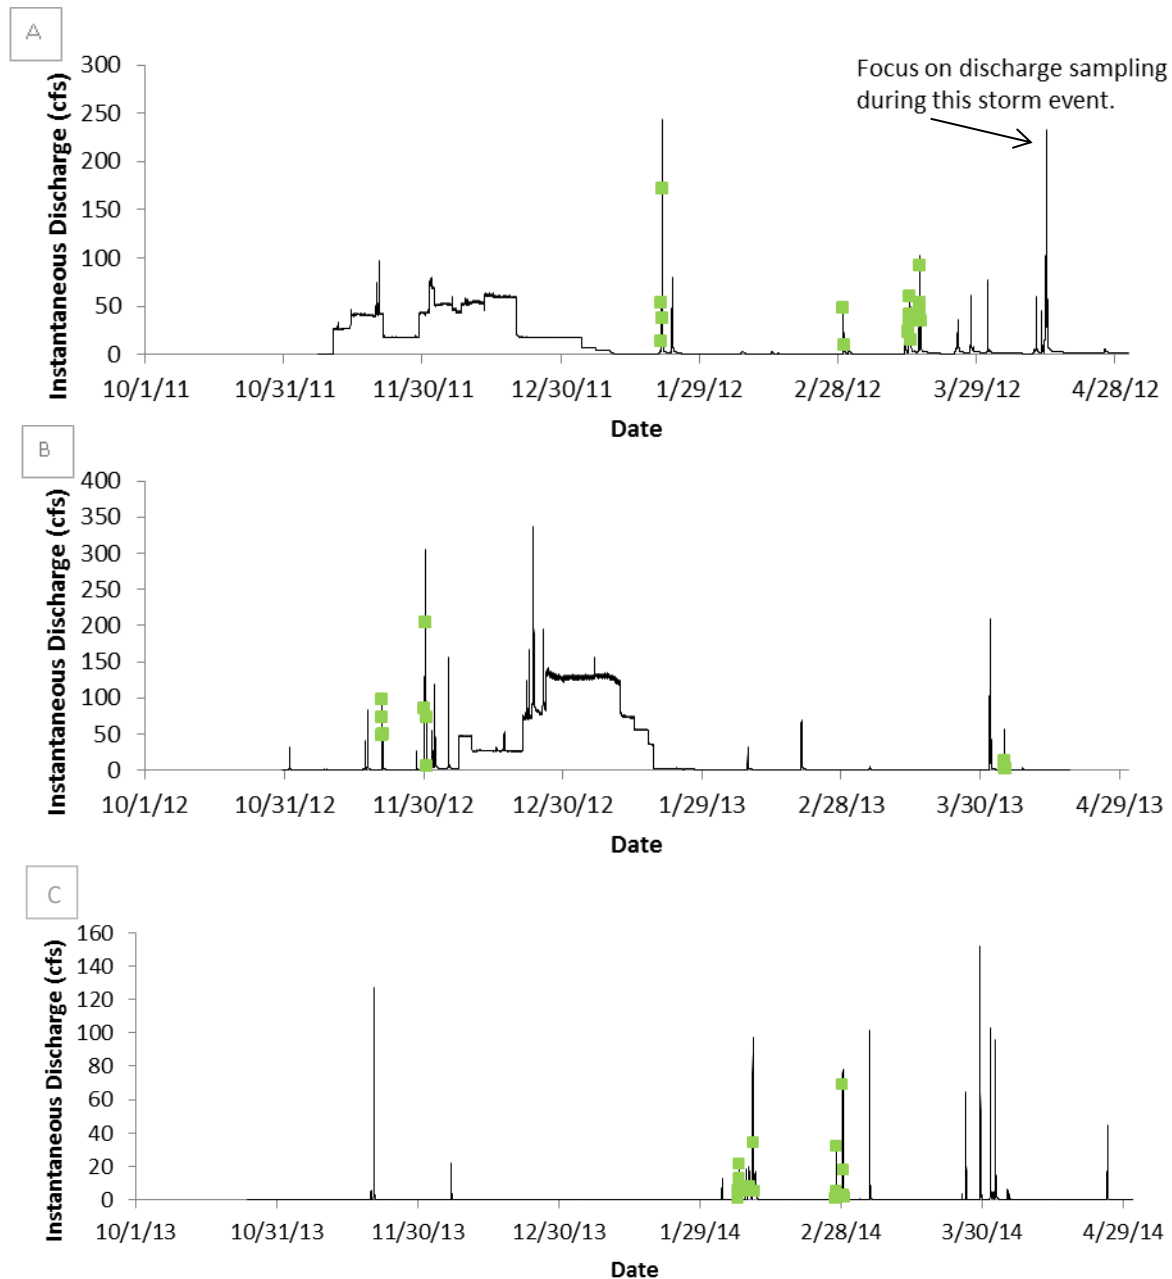 A
Focus on discharge sampling
during this storm event.
Instantaneous Discharge (cfs)
300
250
200
150
100
50
0
10/1/11 10/31/11 11/30/11 12/30/11 1/29/12 2/28/12 3/29/12 4/28/12
Date
B
Instantaneous Discharge (cfs)
400
350
300
250
200
150
100
50
0
10/1/12 10/31/12 11/30/12 12/30/12 1/29/13 2/28/13 3/30/13 4/29/13
Date
C
Instantaneous Discharge (cfs)
160
140
120
100
80
60
40
20
0
10/1/13 10/31/13 11/30/13 12/30/13 1/29/14 2/28/14 3/30/14 4/29/14
Date